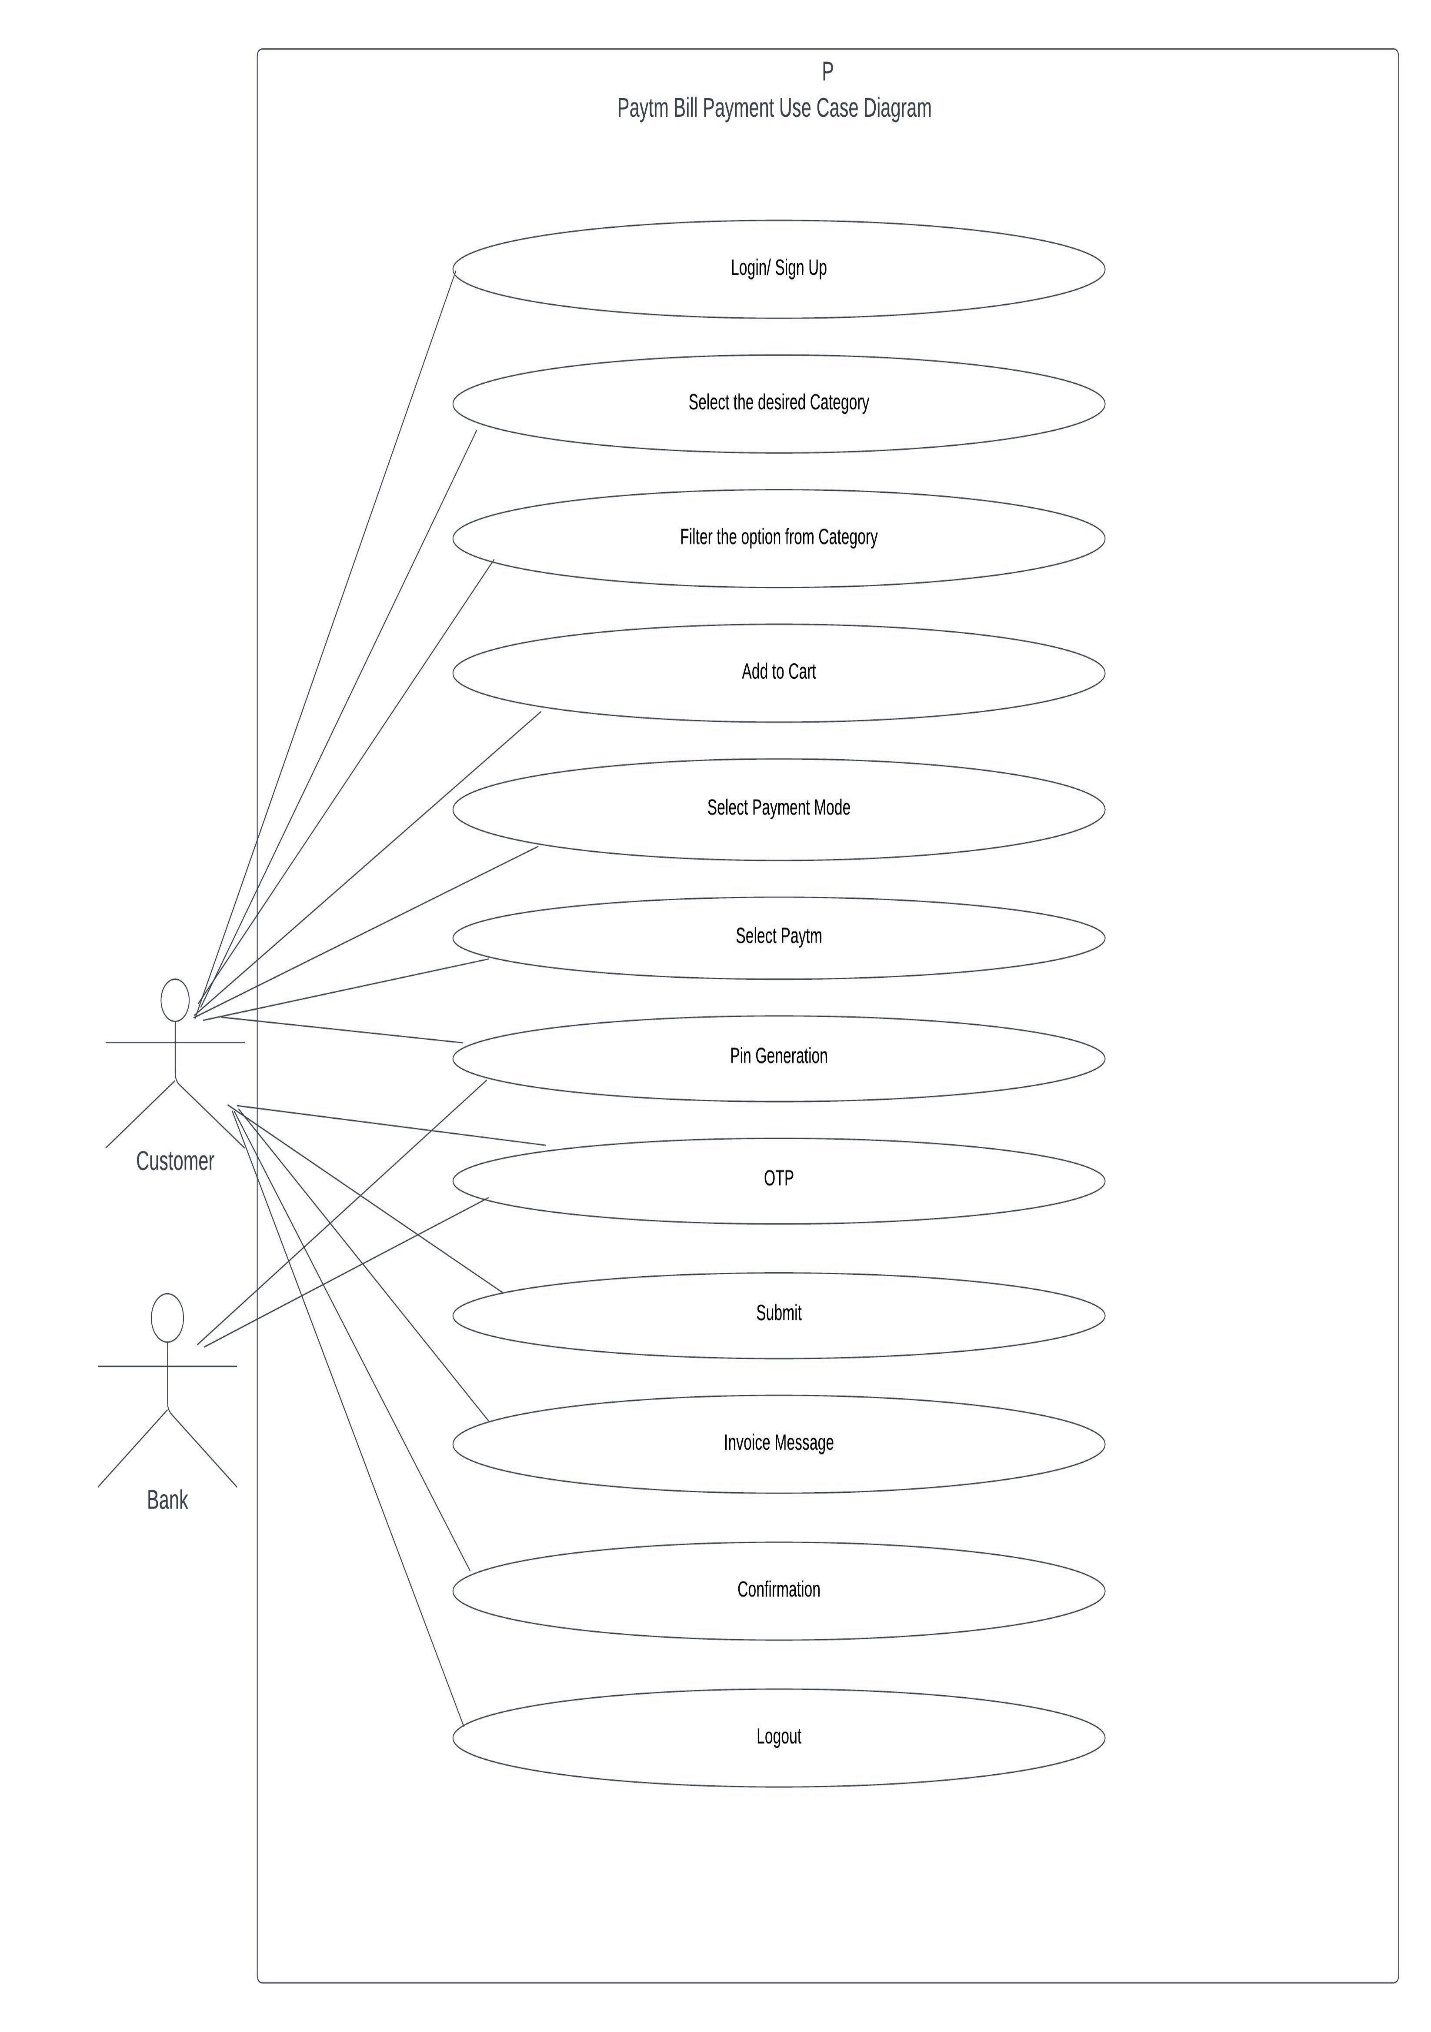 P
Paytm Bill Payment Use Case Diagram
Login/ Sign Up
Select the desired Category
Filter the option from Category
Add to Cart
Select Payment Mode
Select Paytm
Pin Generation
Customer
OTP
Submit
Invoice Message
Bank
Confirmation
Logout